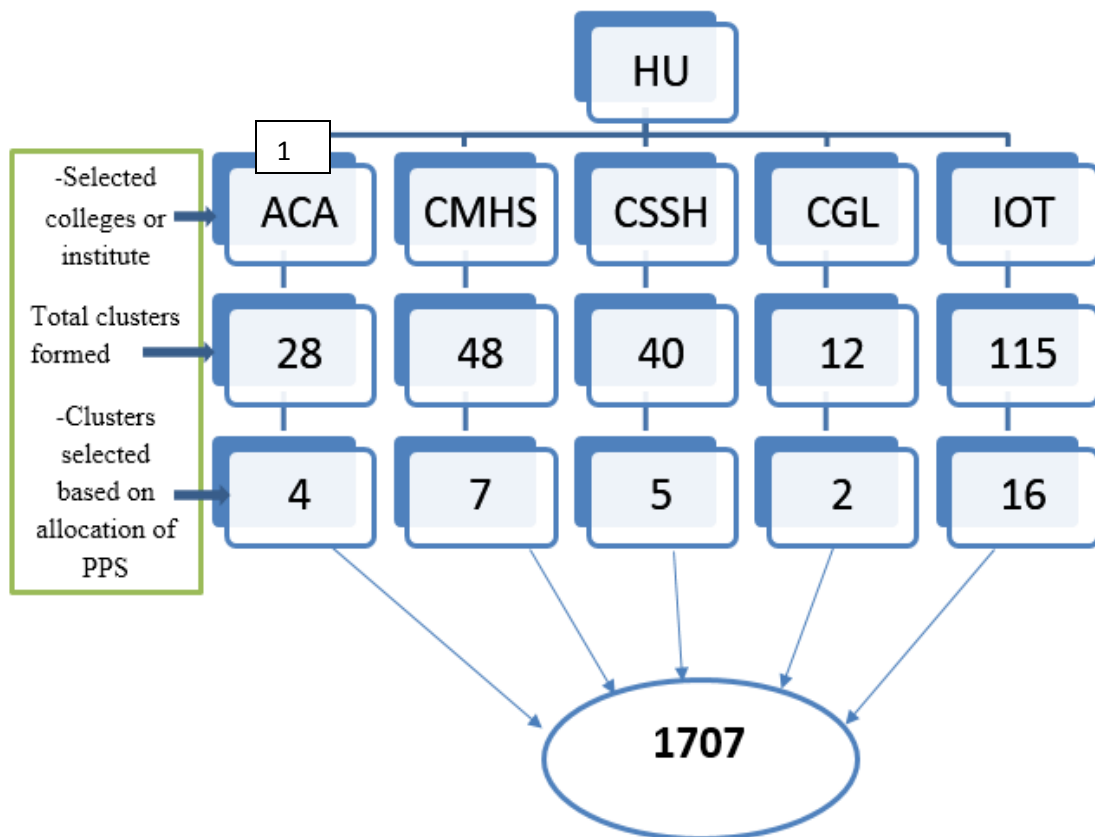 HU
1
-Selected
colleges or
institute
ACA
CMHS
CSSH
CGL
IOT
Total clusters
formed
28
48
40
12
115
-Clusters
selected
based on
allocation of
PPS
4
7
5
2
16
1707